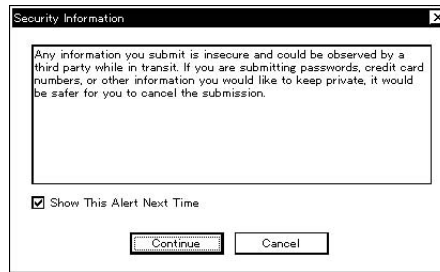 Security Information
Any information you submit is insecure and could be observed by a
third party while in transit. If you are submitting passwords, credit card
numbers, or other information you would like to keep private, it would
be safer for you to cancel the submission.
Show This Alert Next Time
Continue
Cancel